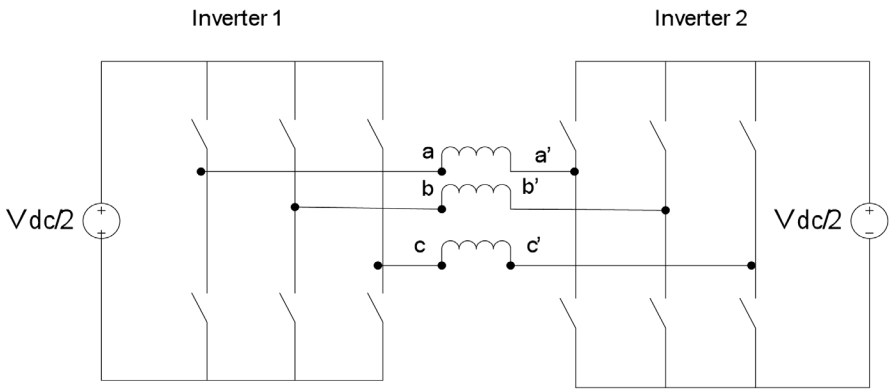 Inverter 1
Inverter 2
a
a'
b
b'
c
c'
Vdc/2
+
+
+
−
Vdc/2